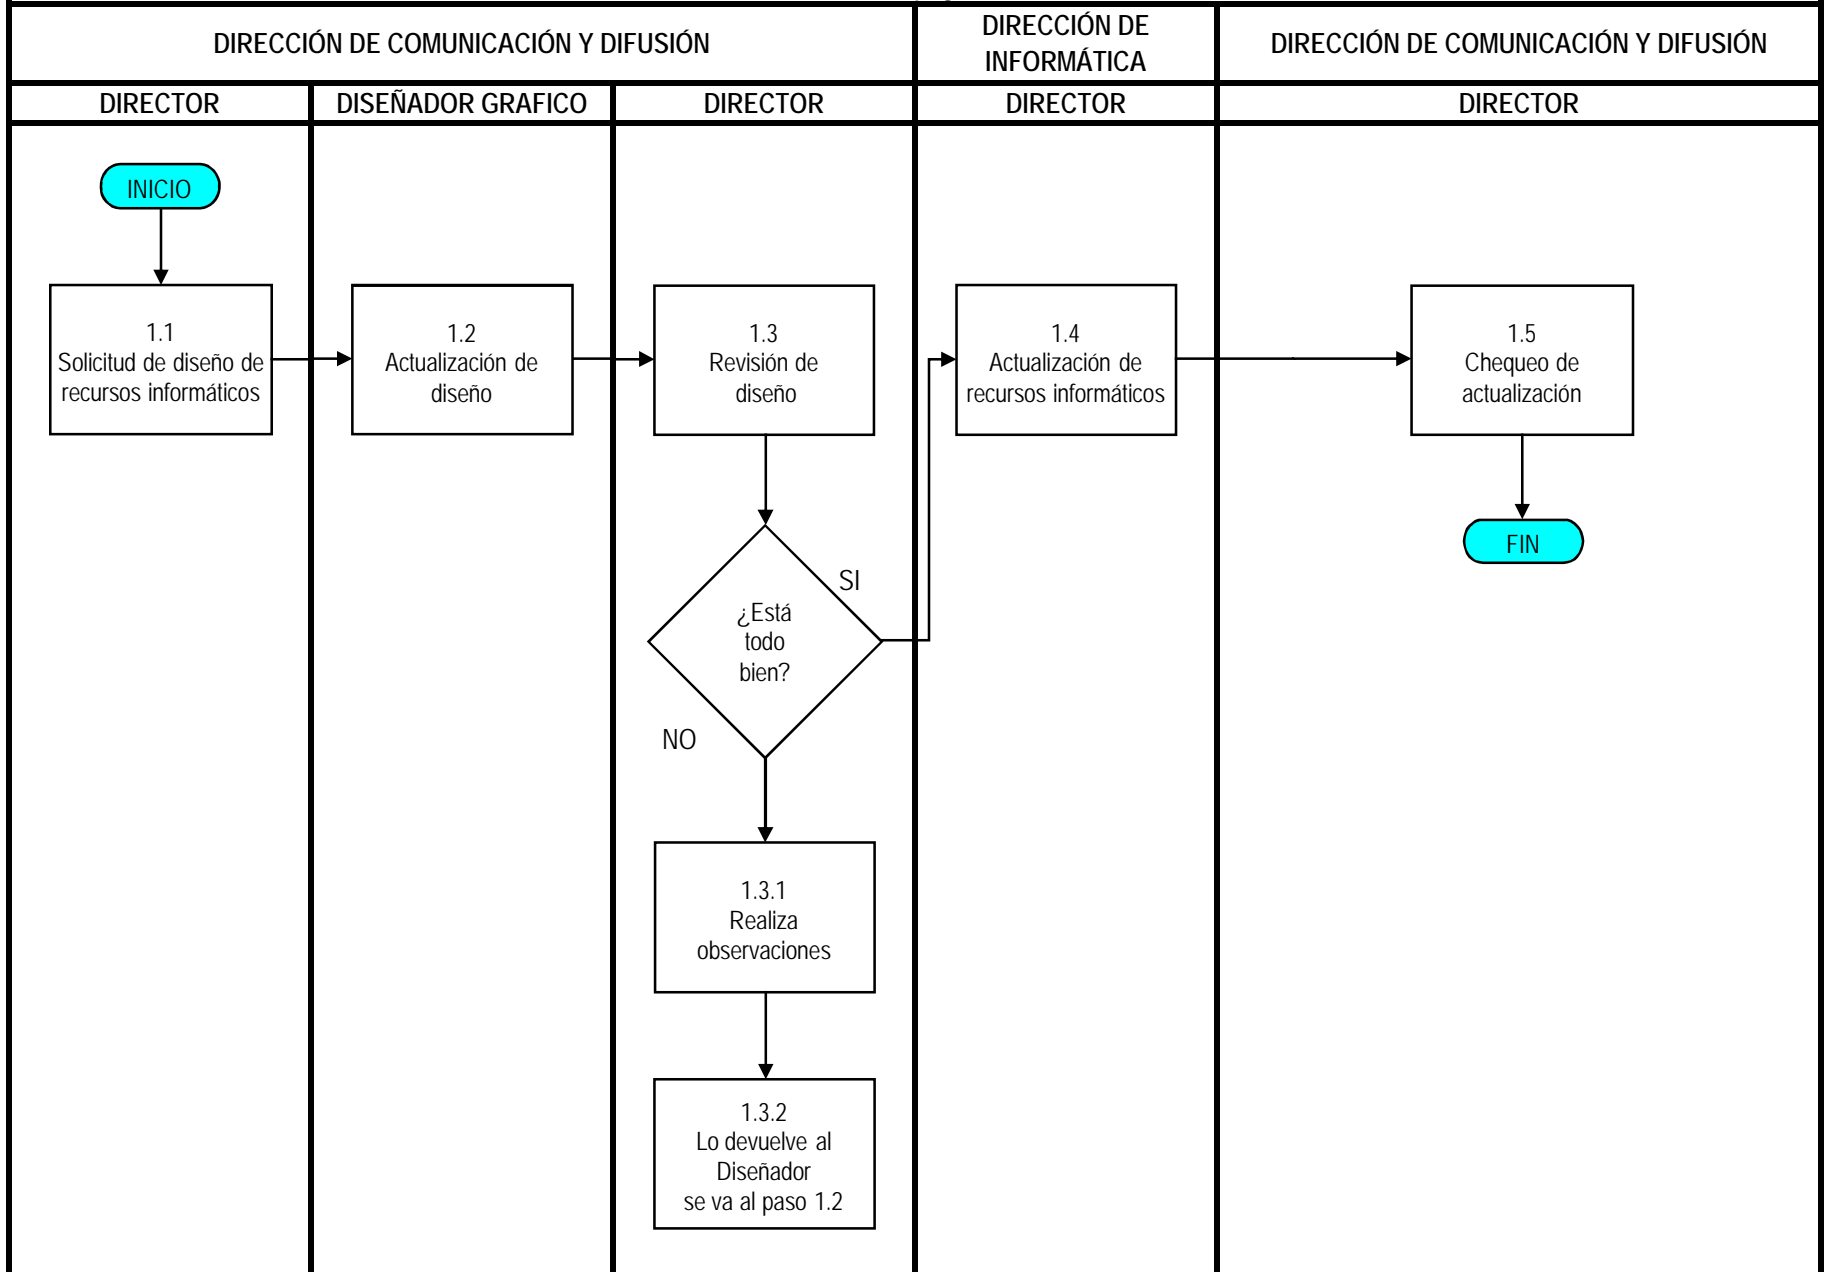 DIRECCIÓN DE COMUNICACIÓN Y DIFUSIÓN
DIRECCIÓN DE
INFORMÁTICA
DIRECCIÓN DE COMUNICACIÓN Y DIFUSIÓN
DIRECTOR
DISEÑADOR GRAFICO
DIRECTOR
DIRECTOR
DIRECTOR
INICIO
1.1
Solicitud de diseño de
recursos informáticos
1.2
Actualización de
diseño
1.3
Revisión de
diseño
1.4
Actualización de
recursos informáticos
1.5
Chequeo de
actualización
FIN
SI
¿Está
todo
bien?
NO
1.3.1
Realiza
observaciones
1.3.2
Lo devuelve al
Diseñador
se va al paso 1.2